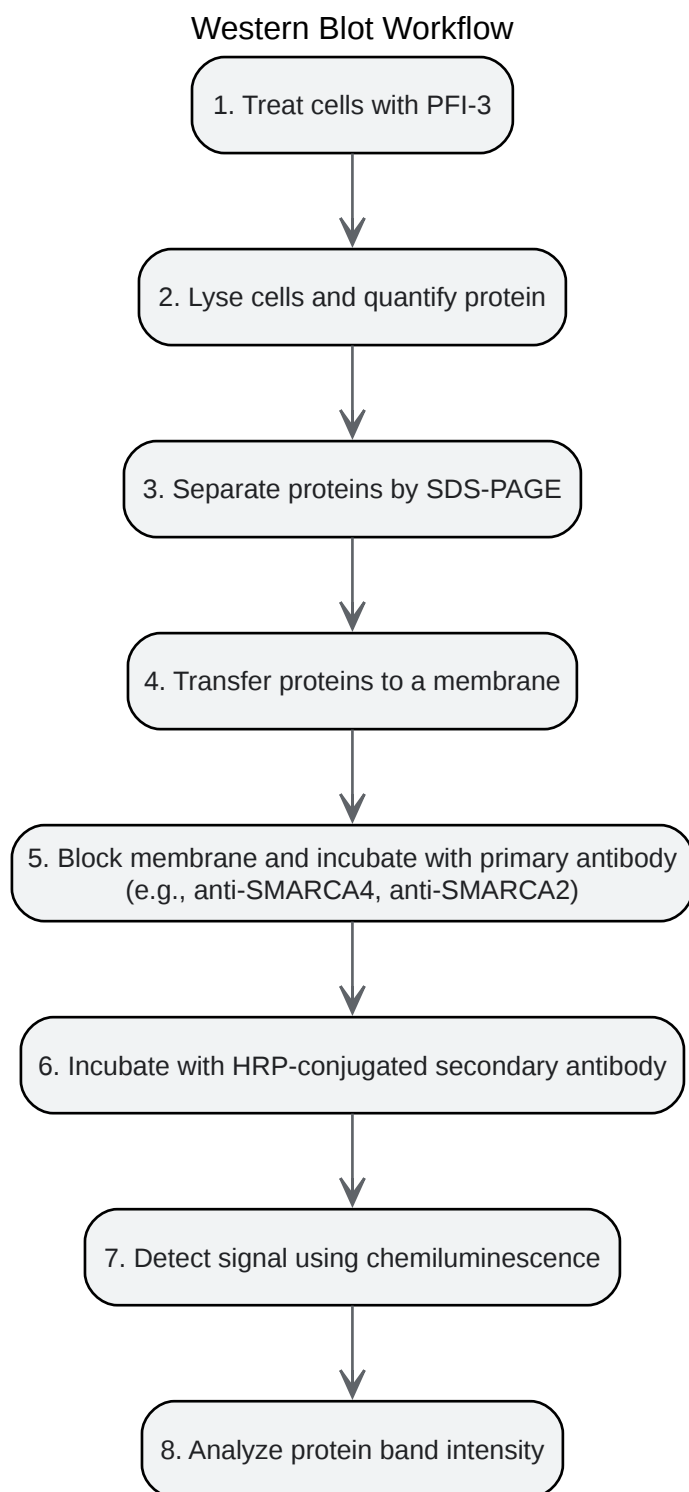 Western Blot Workflow
1. Treat cells with PFI-3
2. Lyse cells and quantify protein
3. Separate proteins by SDS-PAGE
4. Transfer proteins to a membrane
5. Block membrane and incubate with primary antibody
(e.g., anti-SMARCA4, anti-SMARCA2)
6. Incubate with HRP-conjugated secondary antibody
7. Detect signal using chemiluminescence
8. Analyze protein band intensity